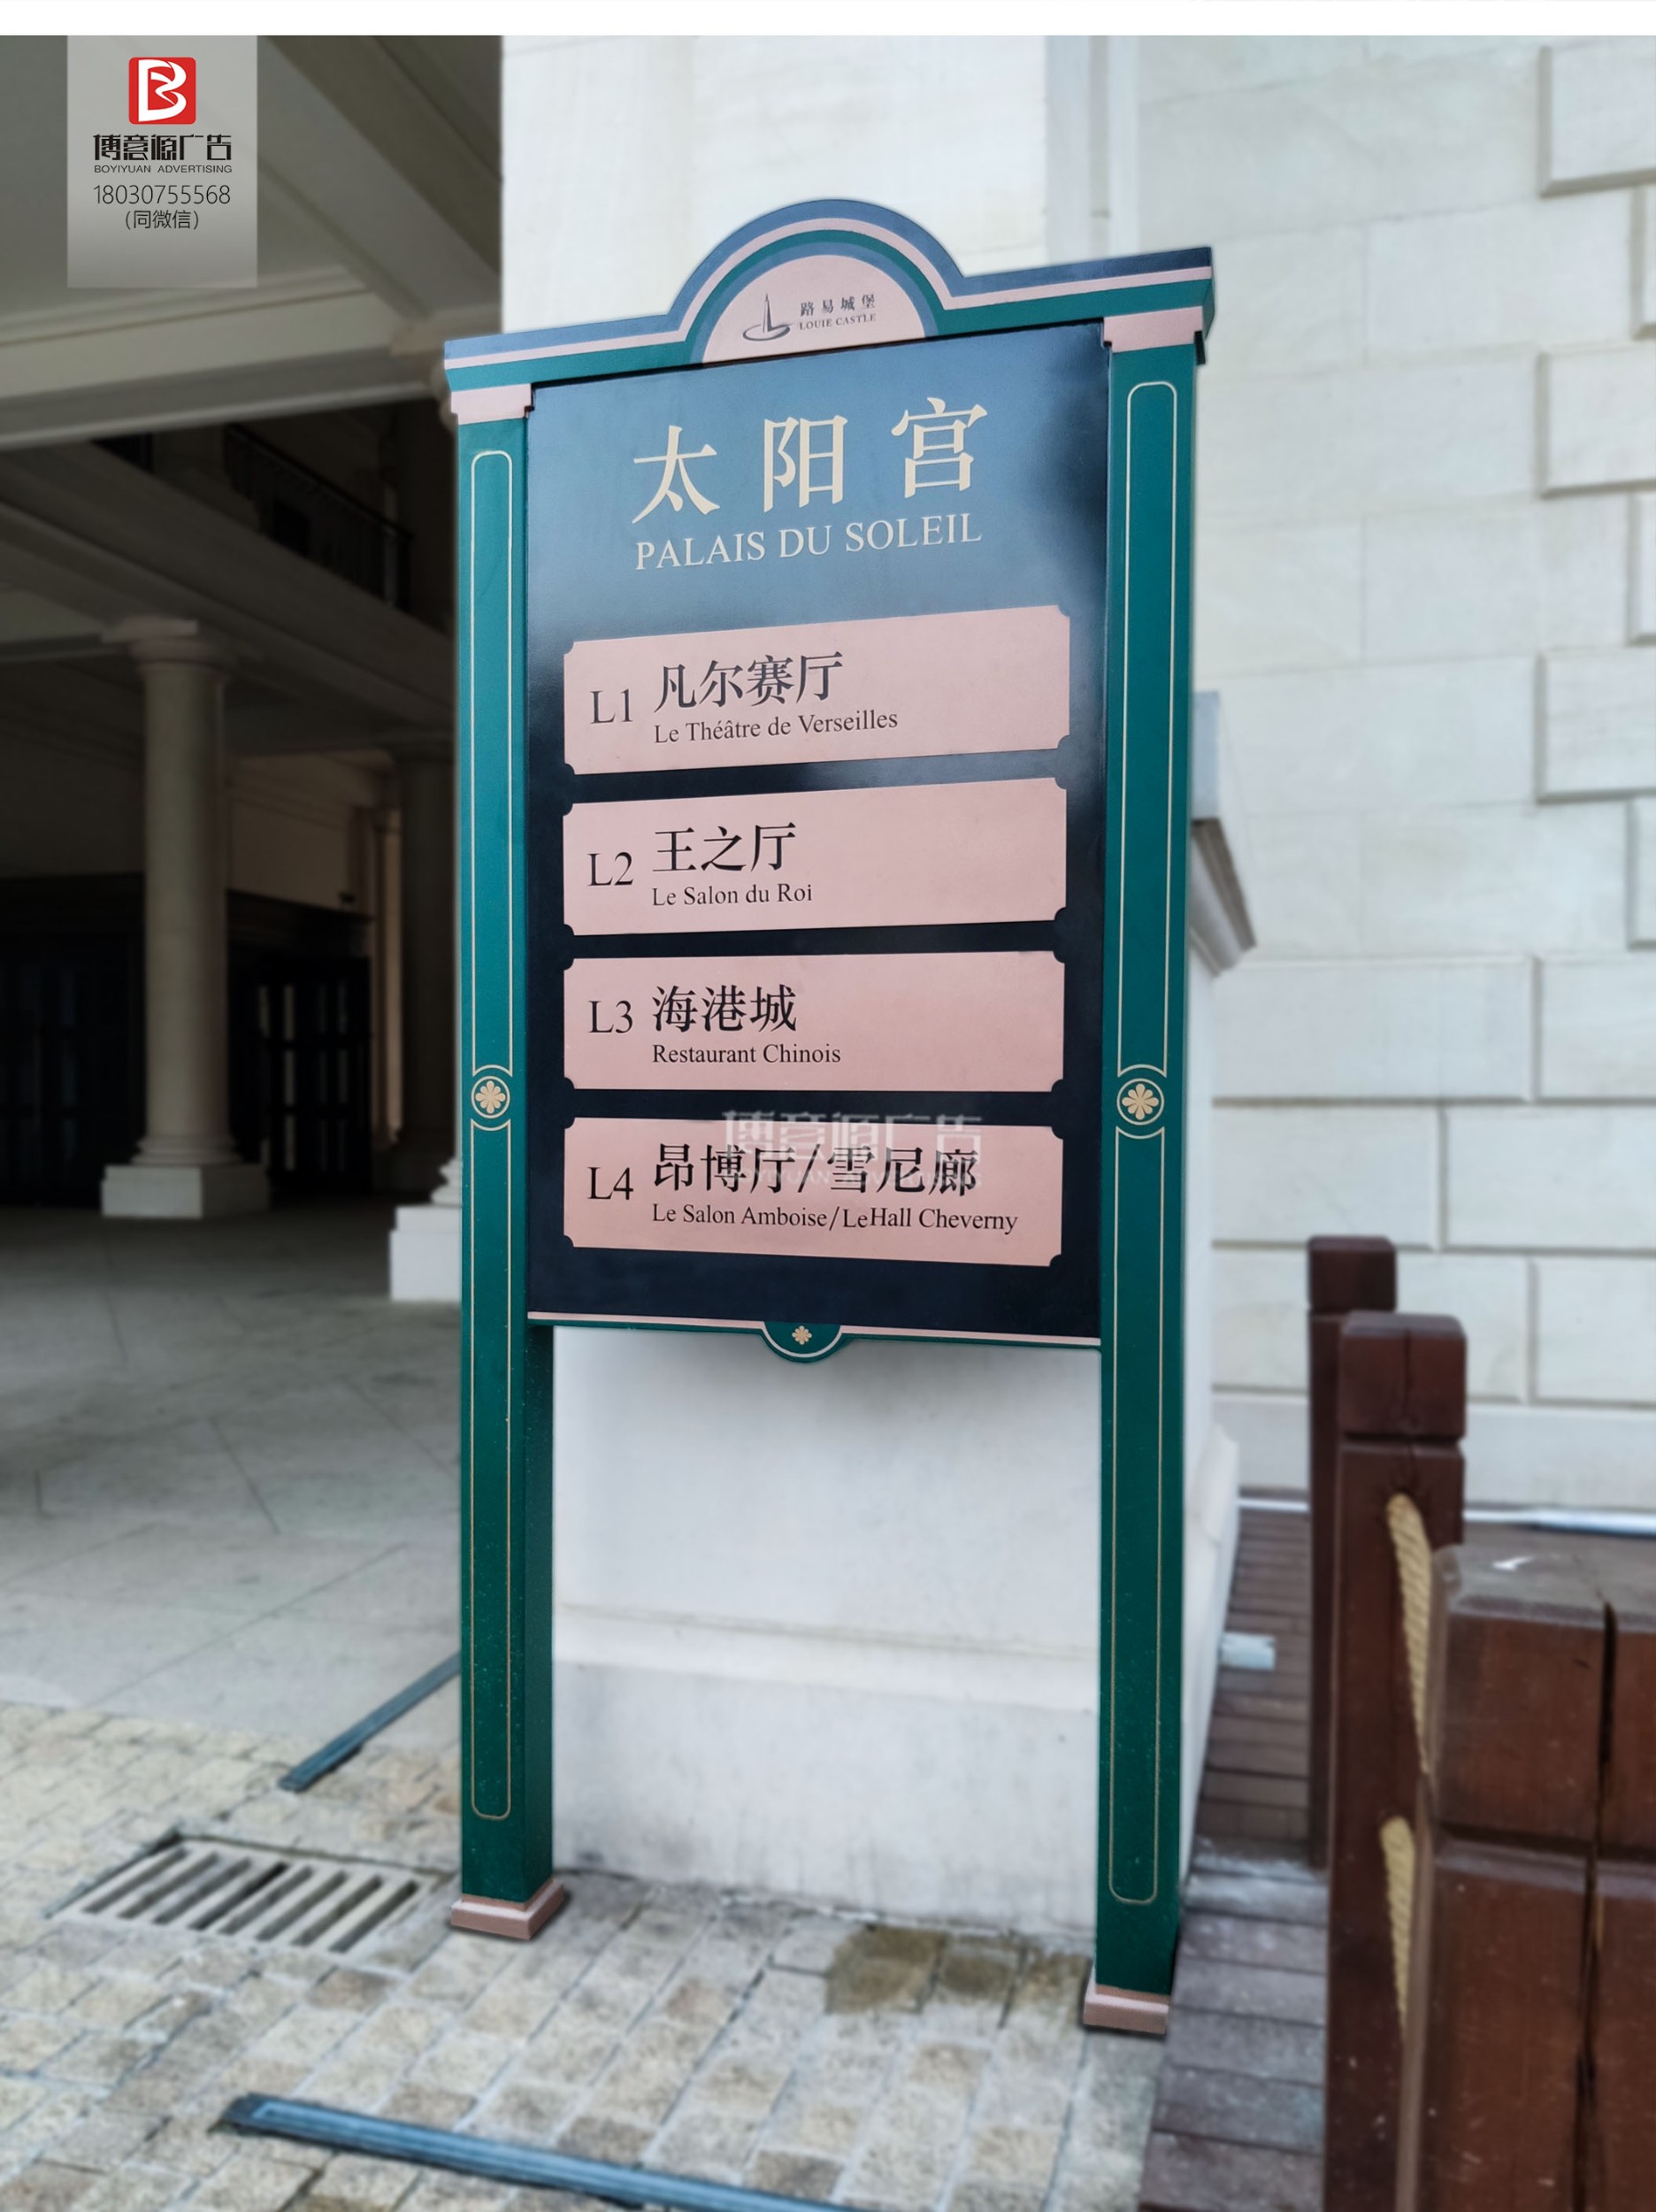 博意源广告
BOYIYUAN ADVERTISING
18030755568
(同微信)
路易城堡
LOUIE CASTLE
太阳宫
PALAIS DU SOLEIL
L1 凡尔赛厅
Le Théâtre de Verseilles
L2 王之厅
Le Salon du Roi
L3 海港城
Restaurant Chinois
博意源广告
BOYIYUAN ADVERTISING
L4 昂博厅/雪尼廊
Le Salon Amboise/LeHall Cheverny